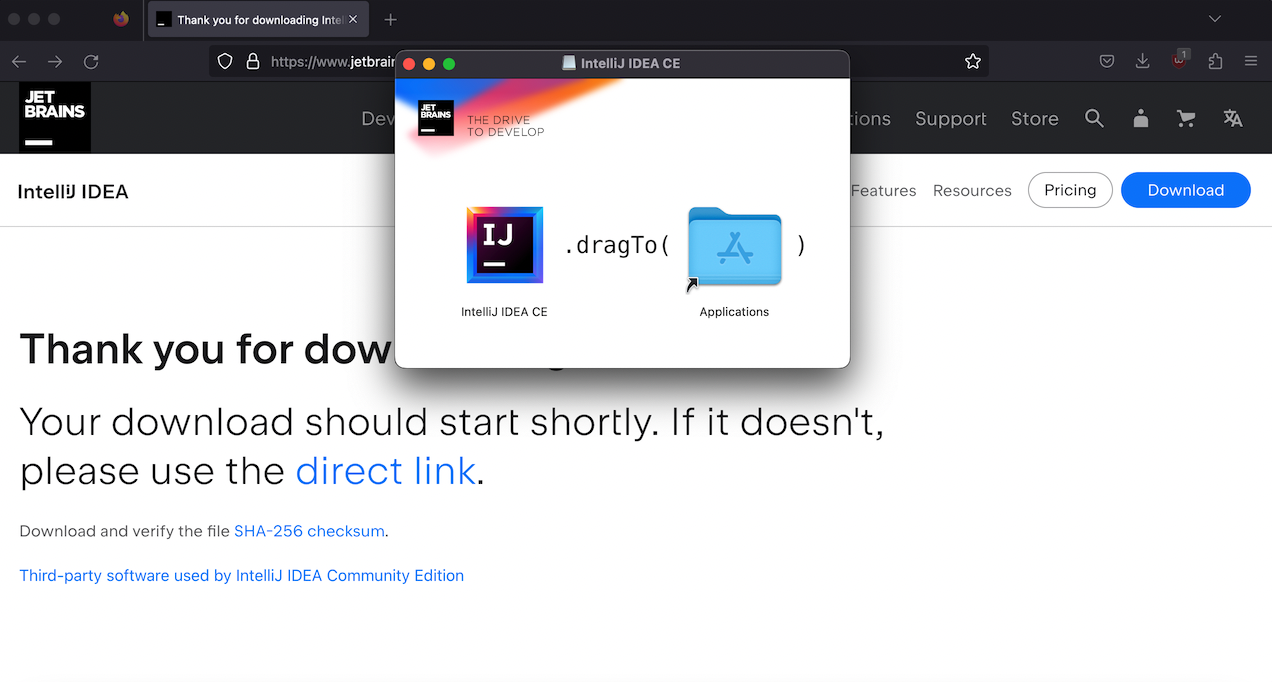 Thank you for downloading Inte
https://www.jetbrai
IntelliJ IDEA CE
JET
BRAINS
Dev
tions
Support
Store
1
JET
BRAINS
THE DRIVE
TO DEVELOP
IntelliJ IDEA
Features
Resources
Pricing
Download
IJ
.dragTo(
)
IntelliJ IDEA CE
Applications
Thank you for dow
Your download should start shortly. If it doesn't,
please use the direct link.
Download and verify the file SHA-256 checksum.
Third-party software used by IntelliJ IDEA Community Edition